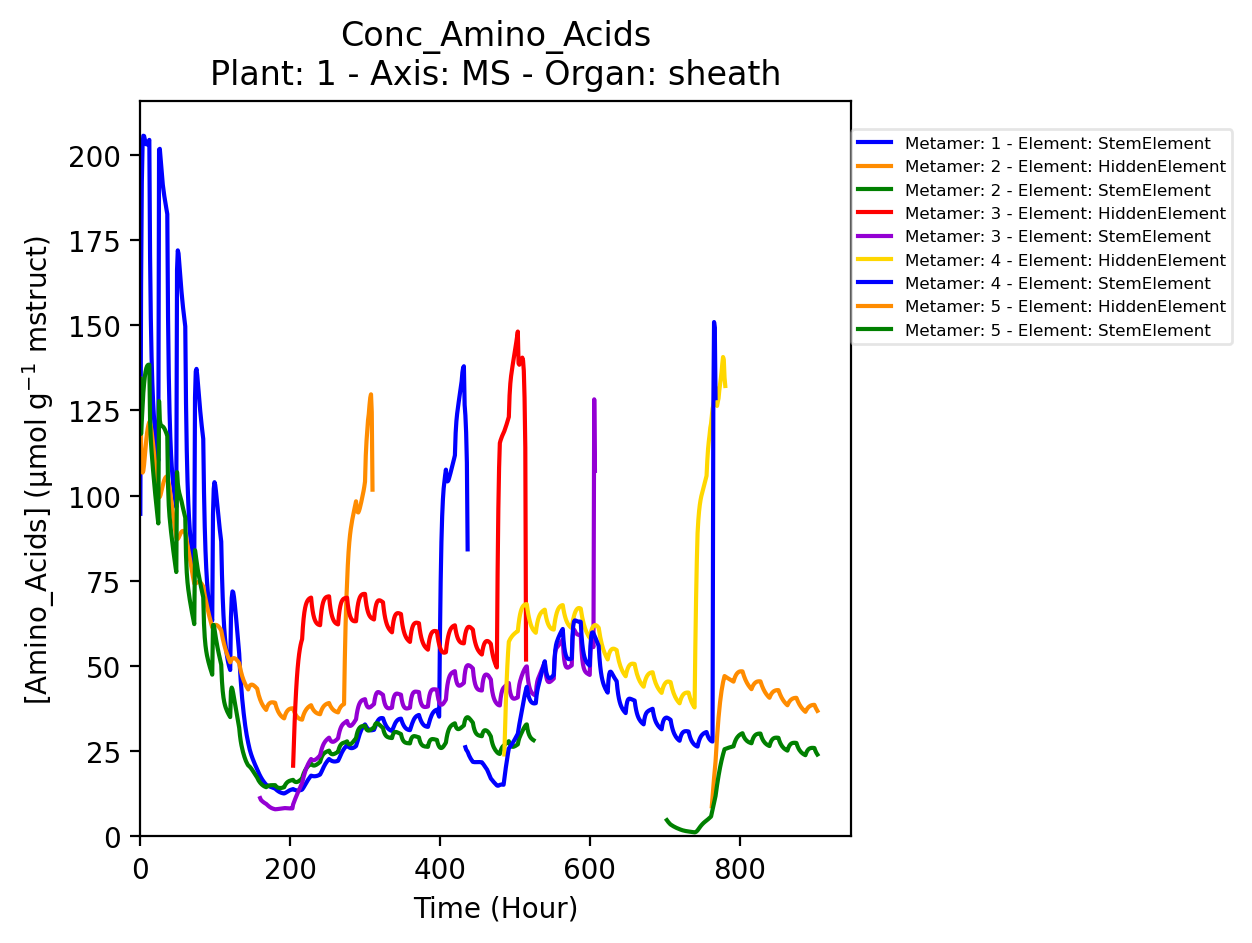 Conc_Amino_Acids
Plant: 1 - Axis: MS - Organ: sheath
[Amino_Acids] (µmol g⁻¹ mstruct)
200
175
150
125
100
75
50
25
0
0 200 400 600 800
Time (Hour)
Metamer: 1 - Element: StemElement
Metamer: 2 - Element: HiddenElement
Metamer: 2 - Element: StemElement
Metamer: 3 - Element: HiddenElement
Metamer: 3 - Element: StemElement
Metamer: 4 - Element: HiddenElement
Metamer: 4 - Element: StemElement
Metamer: 5 - Element: HiddenElement
Metamer: 5 - Element: StemElement